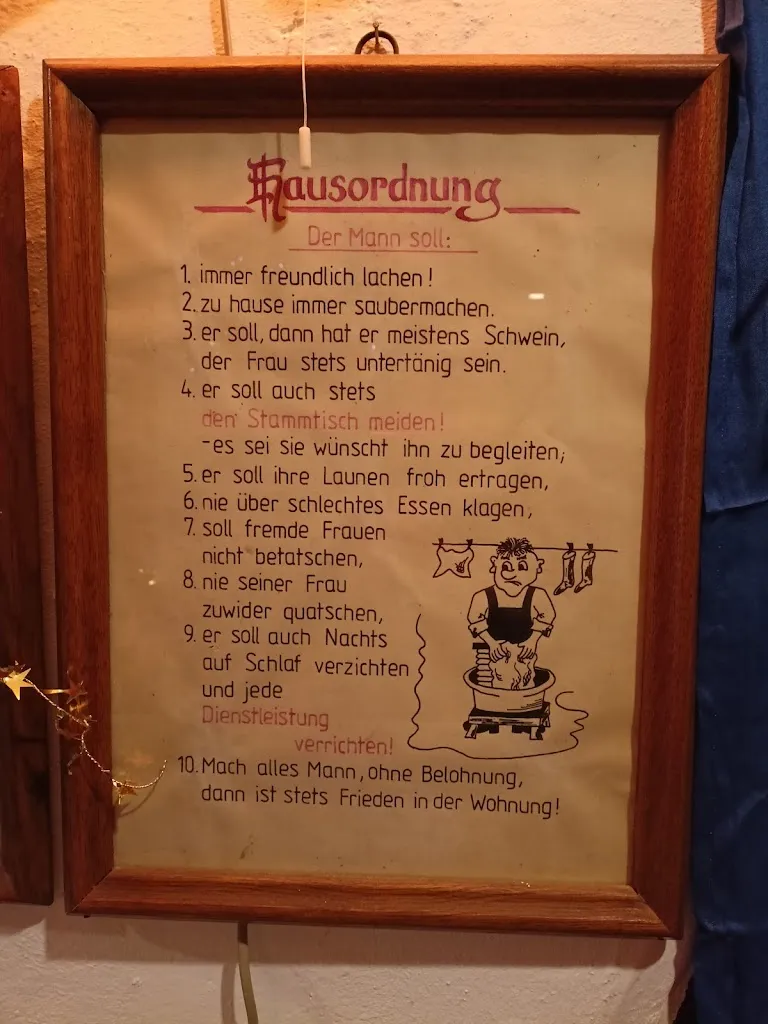 Hausordnung
Der Mann soll:
1. immer freundlich lachen!
2. zu hause immer saubermachen.
3. er soll, dann hat er meistens Schwein,
der Frau stets untertänig sein.
4. er soll auch stets
den Stammtisch meiden!
-es sei sie wünscht ihn zu begleiten,
5. er soll ihre Launen froh ertragen,
6. nie über schlechtes Essen klagen,
7. soll fremde Frauen
nicht betatschen,
8. nie seiner Frau
zuwider quatschen,
9. er soll auch Nachts
auf Schlaf verzichten
und jede
Dienstleistung
verrichten!
10. Mach alles Mann, ohne Belohnung,
dann ist stets Frieden in der Wohnung!